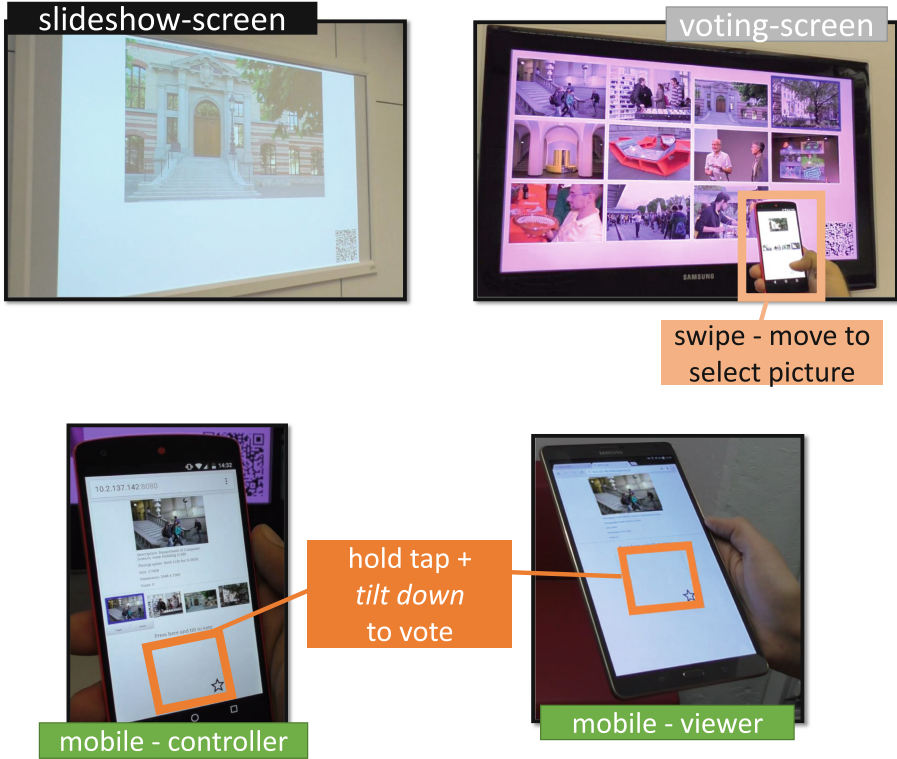 slideshow-screen
voting-screen
SAMSUNG
swipe - move to
select picture
14:32
10.2.137.142:8080
hold tap +
tilt down
to vote
SAMSUNG
mobile - controller
mobile - viewer